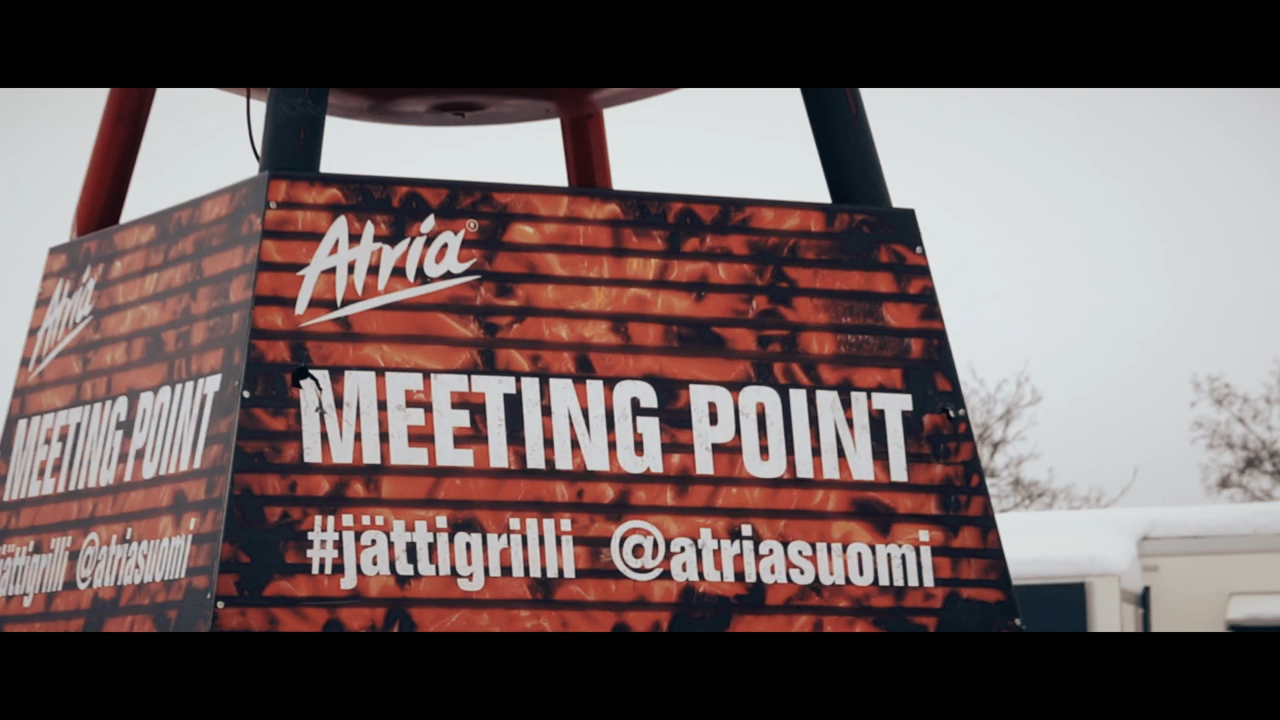 Atria®
MEETING POINT
#jättigrilli @atriasuomi
Atria
MEETING POINT
jättigrilli @atriasuomi